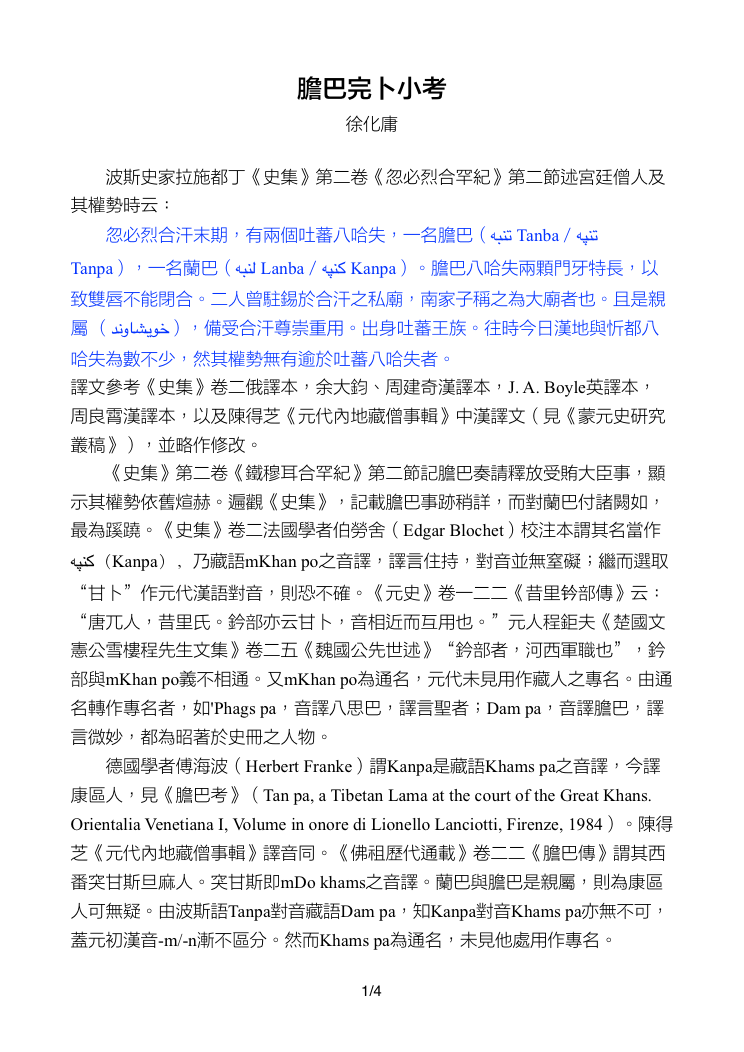 膽巴完卜小考
徐化庸
波斯史家拉施都丁《史集》第二卷《忽必烈合罕紀》第二節述宮廷僧人及
其權勢時云：
忽必烈合汗末期，有兩個吐蕃八哈失，一名膽巴（تنبه Tanba / تنپه
Tanpa），一名蘭巴（لنبه Lanba / کنپه Kanpa）。膽巴八哈失兩顆門牙特長，以
致雙唇不能閉合。二人曾駐錫於合汗之私廟，南家子稱之為大廟者也。且是親
屬 （خویشاوند），備受合汗尊崇重用。出身吐蕃王族。往時今日漢地與忻都八
哈失為數不少，然其權勢無有逾於吐蕃八哈失者。
譯文參考《史集》卷二俄譯本，余大鈞、周建奇漢譯本，J. A. Boyle英譯本，
周良霄漢譯本，以及陳得芝《元代內地藏僧事輯》中漢譯文（見《蒙元史研究
叢稿》），並略作修改。
《史集》第二卷《鐵穆耳合罕紀》第二節記膽巴奏請釋放受賄大臣事，顯
示其權勢依舊煊赫。遍觀《史集》，記載膽巴事跡稍詳，而對蘭巴付諸闕如，
最為蹊蹺。《史集》卷二法國學者伯勞舍（Edgar Blochet）校注本謂其名當作
کنپه（Kanpa）, 乃藏語mKhan po之音譯，譯言住持，對音並無窒礙；繼而選取
“甘卜”作元代漢語對音，則恐不確。《元史》卷一二二《昔里钤部傳》云：
“唐兀人，昔里氏。鈐部亦云甘卜，音相近而互用也。”元人程鉅夫《楚國文
憲公雪樓程先生文集》卷二五《魏國公先世述》“鈐部者，河西軍職也”，鈐
部與mKhan po義不相通。又mKhan po為通名，元代未見用作藏人之專名。由通
名轉作專名者，如'Phags pa，音譯八思巴，譯言聖者；Dam pa，音譯膽巴，譯
言微妙，都為昭著於史冊之人物。
德國學者傅海波（Herbert Franke）謂Kanpa是藏語Khams pa之音譯，今譯
康區人，見《膽巴考》（Tan pa, a Tibetan Lama at the court of the Great Khans.
Orientalia Venetiana I, Volume in onore di Lionello Lanciotti, Firenze, 1984）。陳得
芝《元代內地藏僧事輯》譯音同。《佛祖歷代通載》卷二二《膽巴傳》謂其西
番突甘斯旦麻人。突甘斯即mDo khams之音譯。蘭巴與膽巴是親屬，則為康區
人可無疑。由波斯語Tanpa對音藏語Dam pa，知Kanpa對音Khams pa亦無不可，
蓋元初漢音-m/-n漸不區分。然而Khams pa為通名，未見他處用作專名。
1/4